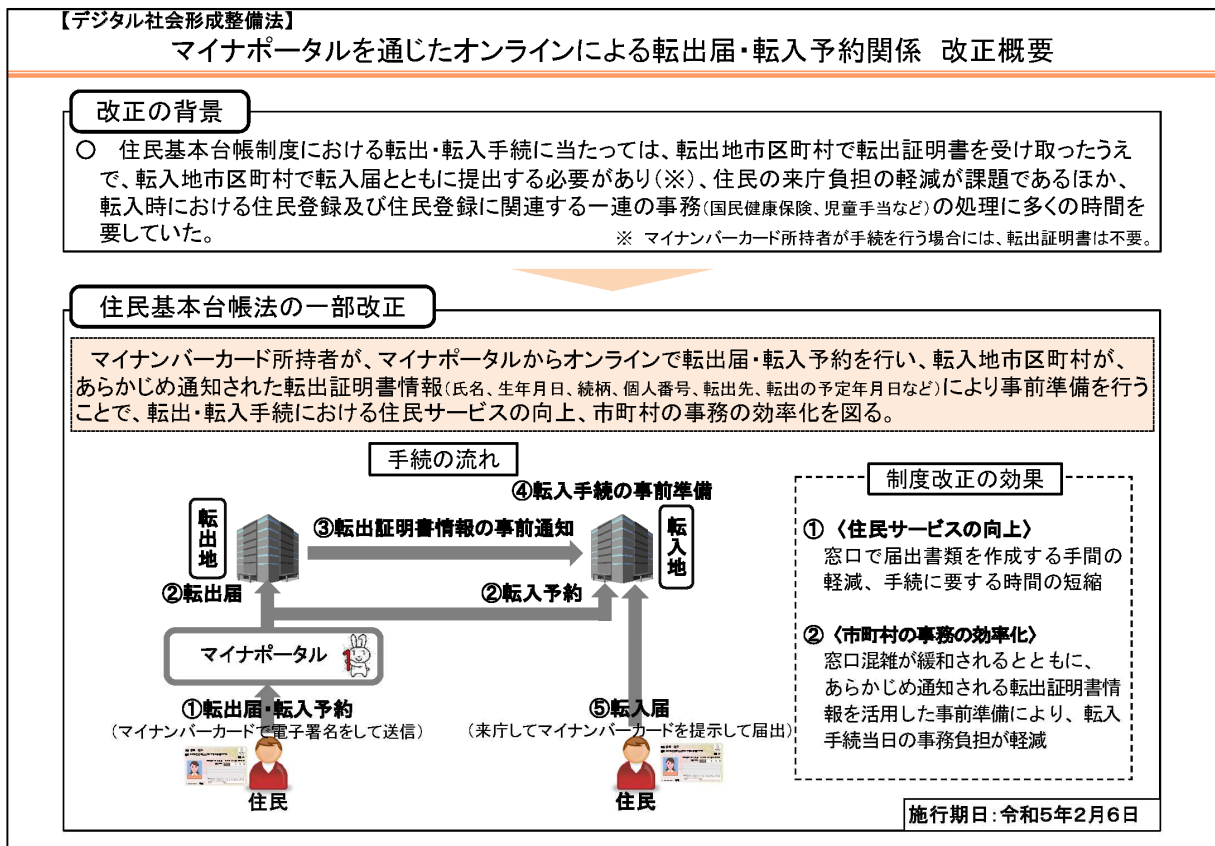 【デジタル社会形成整備法】
マイナポータルを通じたオンラインによる転出届・転入予約関係 改正概要
改正の背景
○ 住民基本台帳制度における転出・転入手続に当たっては、転出地市区町村で転出証明書を受け取ったうえ
で、転入地市区町村で転入届とともに提出する必要があり(※)、住民の来庁負担の軽減が課題であるほか、
転入時における住民登録及び住民登録に関連する一連の事務(国民健康保険、児童手当など)の処理に多くの時間を
要していた。
※ マイナンバーカード所持者が手続を行う場合には、転出証明書は不要。
住民基本台帳法の一部改正
マイナンバーカード所持者が、マイナポータルからオンラインで転出届・転入予約を行い、転入地市区町村が、
あらかじめ通知された転出証明書情報(氏名、生年月日、続柄、個人番号、転出先、転出の予定年月日など)により事前準備を行う
ことで、転出・転入手続における住民サービスの向上、市町村の事務の効率化を図る。
手続の流れ
④転入手続の事前準備
転出地
③転出証明書情報の事前通知
転入地
②転出届
②転入予約
マイナポータル
①転出届・転入予約
(マイナンバーカードで電子署名をして送信)
住民
⑤転入届
(来庁してマイナンバーカードを提示して届出)
住民
制度改正の効果
① 〈住民サービスの向上〉
窓口で届出書類を作成する手間の
軽減、手続に要する時間の短縮
② 〈市町村の事務の効率化〉
窓口混雑が緩和されるとともに、
あらかじめ通知される転出証明書情
報を活用した事前準備により、転入
手続当日の事務負担が軽減
施行期日：令和5年2月6日